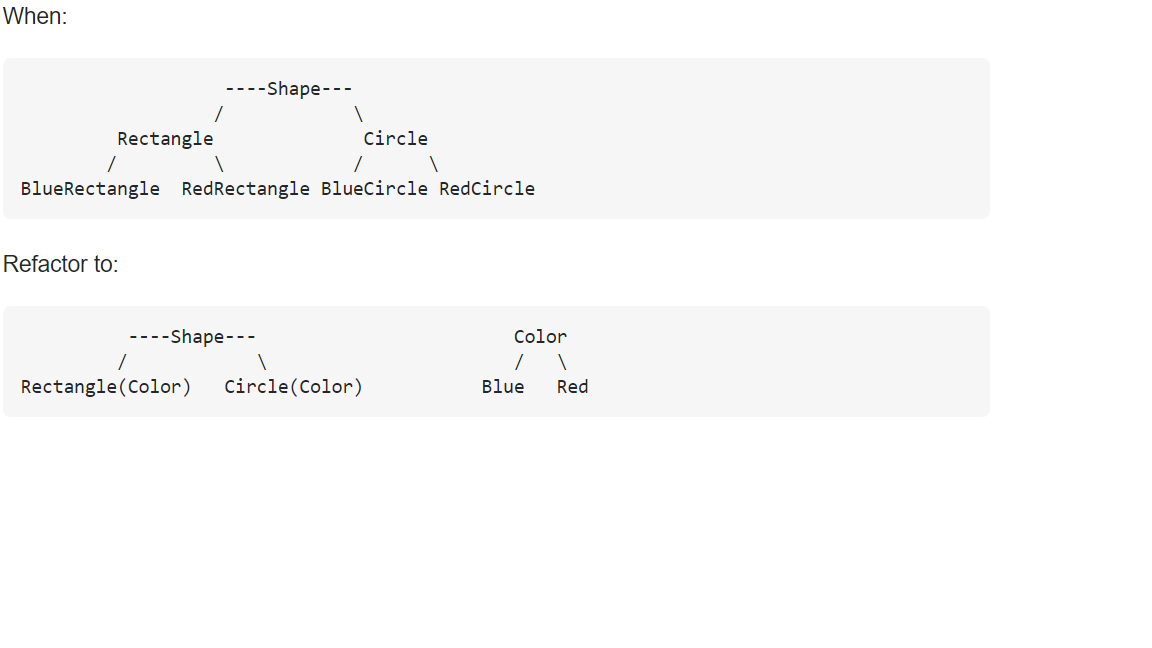 When:
----Shape---
/ \
Rectangle Circle
/ \ / \
BlueRectangle RedRectangle BlueCircle RedCircle
Refactor to:
----Shape--- Color
/ \ / \
Rectangle(Color) Circle(Color) Blue Red